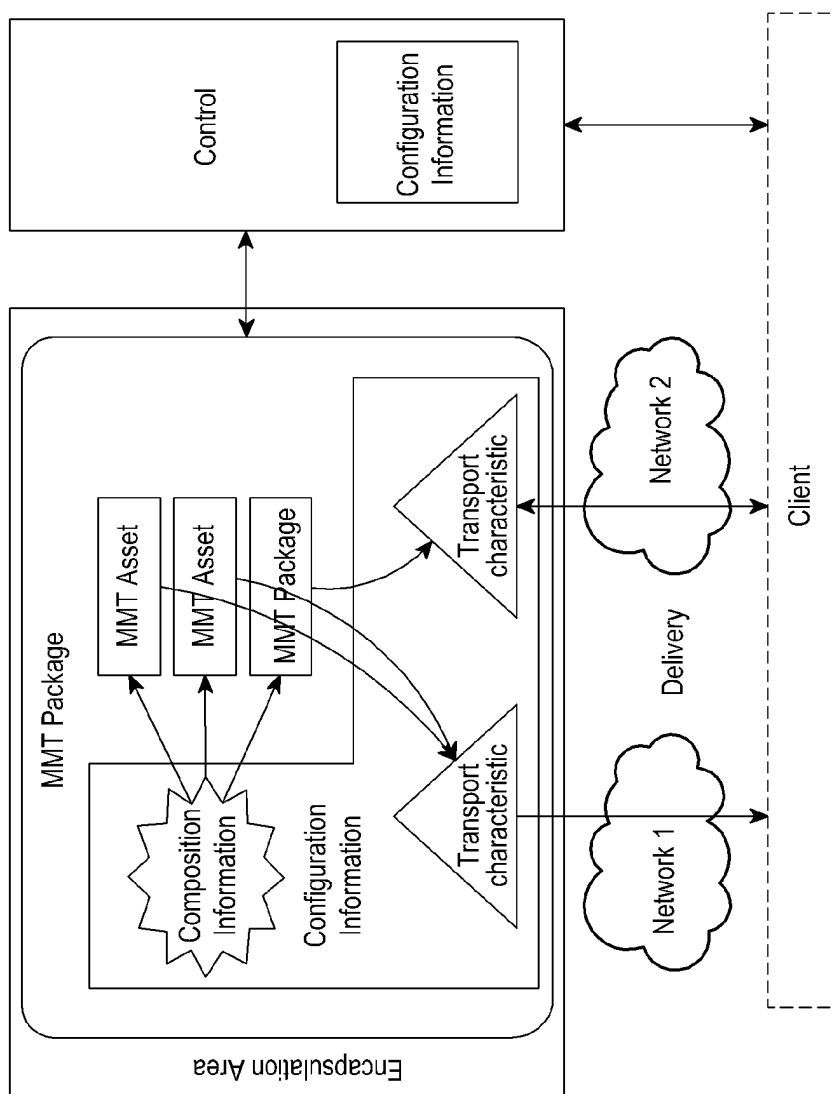 Encapsulation Area
MMT Package
Composition
Information
MMT Asset
MMT Asset
MMT Package
Configuration
Information
Transport
characteristic
Transport
characteristic
Control
Configuration
Information
Network 1
Delivery
Network 2
Client